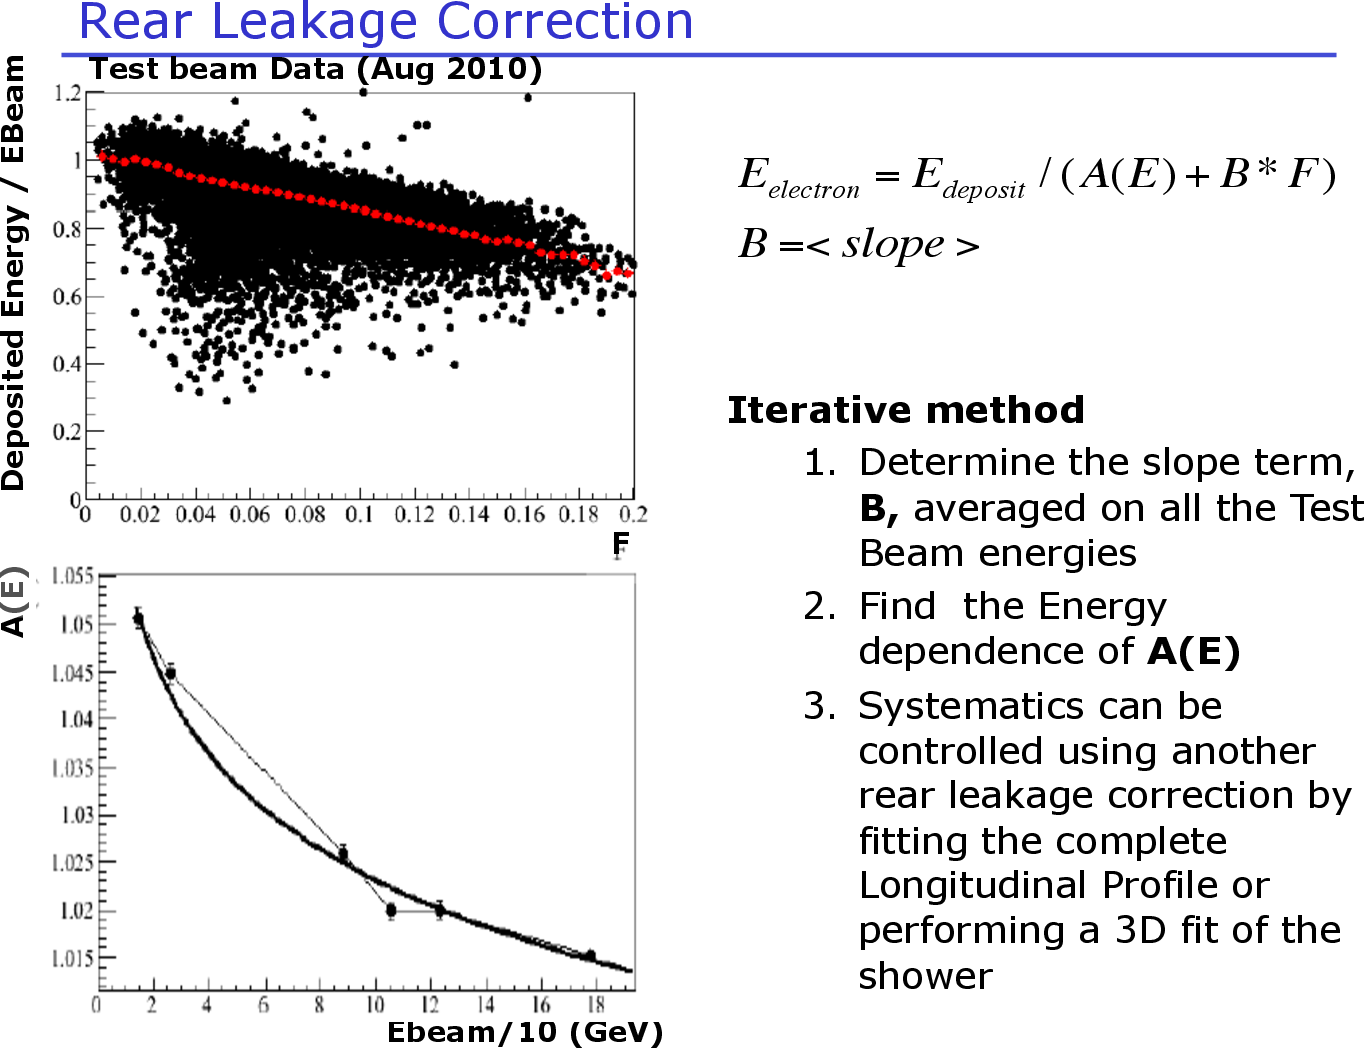 Rear Leakage Correction
Test beam Data (Aug 2010)
Deposited Energy / EBeam
1.2
1
0.8
0.6
0.4
0.2
0
0 0.02 0.04 0.06 0.08 0.1 0.12 0.14 0.16 0.18 0.2
F
A(E)
1.055
1.05
1.045
1.04
1.035
1.03
1.025
1.02
1.015
0 2 4 6 8 10 12 14 16 18
Ebeam/10 (GeV)
E electron = E deposit / (A(E) + B * F)
B =< slope >
Iterative method
1. Determine the slope term,
B, averaged on all the Test
Beam energies
2. Find the Energy
dependence of A(E)
3. Systematics can be
controlled using another
rear leakage correction by
fitting the complete
Longitudinal Profile or
performing a 3D fit of the
shower